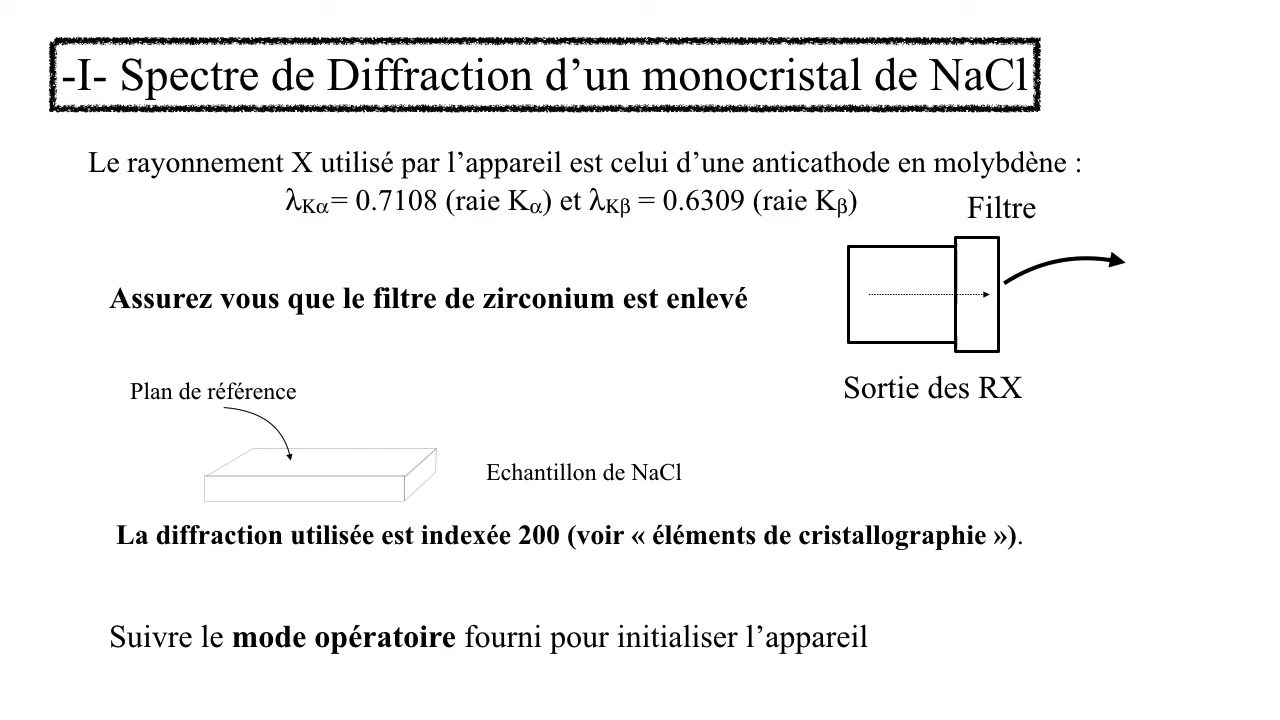 -I- Spectre de Diffraction d’un monocristal de NaCl
Le rayonnement X utilisé par l’appareil est celui d’une anticathode en molybdène :
λKα= 0.7108 (raie Kα) et λKβ = 0.6309 (raie Kβ)
Filtre
Assurez vous que le filtre de zirconium est enlevé
Sortie des RX
Plan de référence
Echantillon de NaCl
La diffraction utilisée est indexée 200 (voir « éléments de cristallographie »).
Suivre le mode opératoire fourni pour initialiser l’appareil